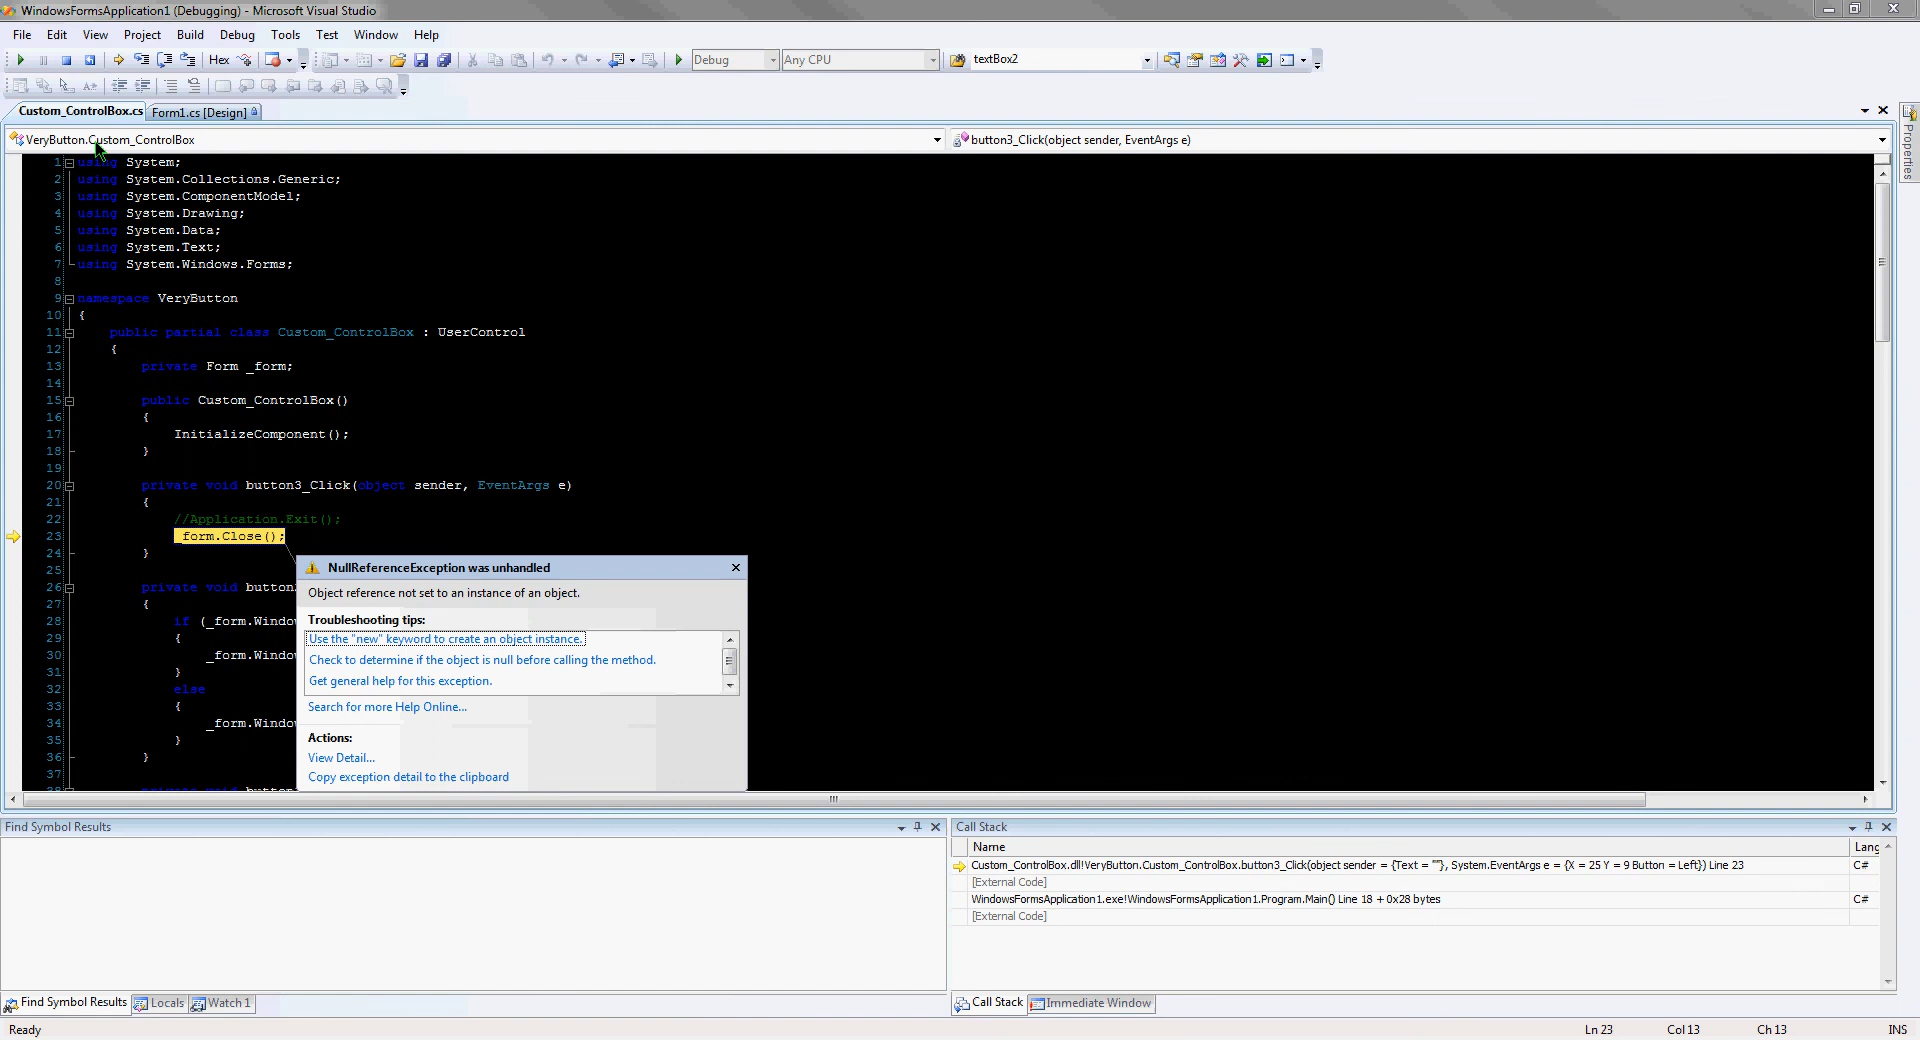 WindowsFormsApplication1 (Debugging) - Microsoft Visual Studio
File Edit View Project Build Debug Tools Test Window Help
Hex Debug Any CPU textBox2
Custom_ControlBox.cs Form1.cs [Design]
VeryButton.Custom_ControlBox button3_Click(object sender, EventArgs e)
Properties
1 using System;
2 using System.Collections.Generic;
3 using System.ComponentModel;
4 using System.Drawing;
5 using System.Data;
6 using System.Text;
7 using System.Windows.Forms;
8
9 namespace VeryButton
10 {
11 public partial class Custom_ControlBox : UserControl
12 {
13 private Form _form;
14
15 public Custom_ControlBox()
16 {
17 InitializeComponent();
18 }
19
20 private void button3_Click(object sender, EventArgs e)
21 {
22 //Application.Exit();
23 _form.Close();
24 }
25
26 private void button
27 {
28 if (_form.Windo
29 {
30 _form.Windo
31 }
32 else
33 {
34 _form.Windo
35 }
36 }
37
38 private void button
NullReferenceException was unhandled
Object reference not set to an instance of an object.
Troubleshooting tips:
Use the "new" keyword to create an object instance.
Check to determine if the object is null before calling the method.
Get general help for this exception.
Search for more Help Online...
Actions:
View Detail...
Copy exception detail to the clipboard
Find Symbol Results
Call Stack
Name Lang
Custom_ControlBox.dll!VeryButton.Custom_ControlBox.button3_Click(object sender = {Text = ""}, System.EventArgs e = {X = 25 Y = 9 Button = Left}) Line 23 C#
[External Code]
WindowsFormsApplication1.exe!WindowsFormsApplication1.Program.Main() Line 18 + 0x28 bytes C#
[External Code]
Find Symbol Results Locals Watch 1
Call Stack Immediate Window
Ready Ln 23 Col 13 Ch 13 INS